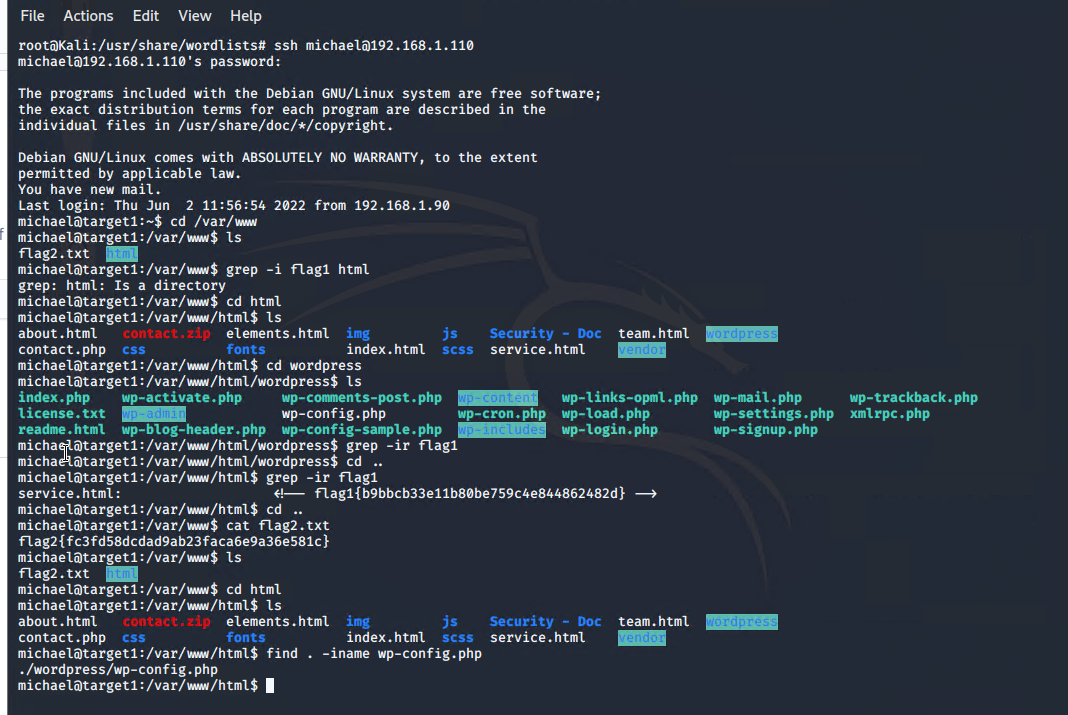 File Actions Edit View Help
root@Kali:/usr/share/wordlists# ssh michael@192.168.1.110
michael@192.168.1.110's password:
The programs included with the Debian GNU/Linux system are free software;
the exact distribution terms for each program are described in the
individual files in /usr/share/doc/*/copyright.
Debian GNU/Linux comes with ABSOLUTELY NO WARRANTY, to the extent
permitted by applicable law.
You have new mail.
Last login: Thu Jun  2 11:56:54 2022 from 192.168.1.90
michael@target1:~$ cd /var/www
michael@target1:/var/www$ ls
flag2.txt  html
michael@target1:/var/www$ grep -i flag1 html
grep: html: Is a directory
michael@target1:/var/www$ cd html
michael@target1:/var/www/html$ ls
about.html   contact.zip  elements.html  img         js    Security - Doc  team.html  wordpress
contact.php  css          fonts          index.html  scss  service.html    vendor
michael@target1:/var/www/html$ cd wordpress
michael@target1:/var/www/html/wordpress$ ls
index.php    wp-activate.php     wp-comments-post.php  wp-content   wp-links-opml.php  wp-mail.php      wp-trackback.php
license.txt  wp-admin            wp-config.php         wp-cron.php  wp-load.php        wp-settings.php  xmlrpc.php
readme.html  wp-blog-header.php  wp-config-sample.php  wp-includes  wp-login.php       wp-signup.php
michael@target1:/var/www/html/wordpress$ grep -ir flag1
michael@target1:/var/www/html/wordpress$ cd ..
michael@target1:/var/www/html$ grep -ir flag1
service.html:                   <!-- flag1{b9bbcb33e11b80be759c4e844862482d} -->
michael@target1:/var/www/html$ cd ..
michael@target1:/var/www$ cat flag2.txt
flag2{fc3fd58dcdad9ab23faca6e9a36e581c}
michael@target1:/var/www$ ls
flag2.txt  html
michael@target1:/var/www$ cd html
michael@target1:/var/www/html$ ls
about.html   contact.zip  elements.html  img         js    Security - Doc  team.html  wordpress
contact.php  css          fonts          index.html  scss  service.html    vendor
michael@target1:/var/www/html$ find . -iname wp-config.php
./wordpress/wp-config.php
michael@target1:/var/www/html$